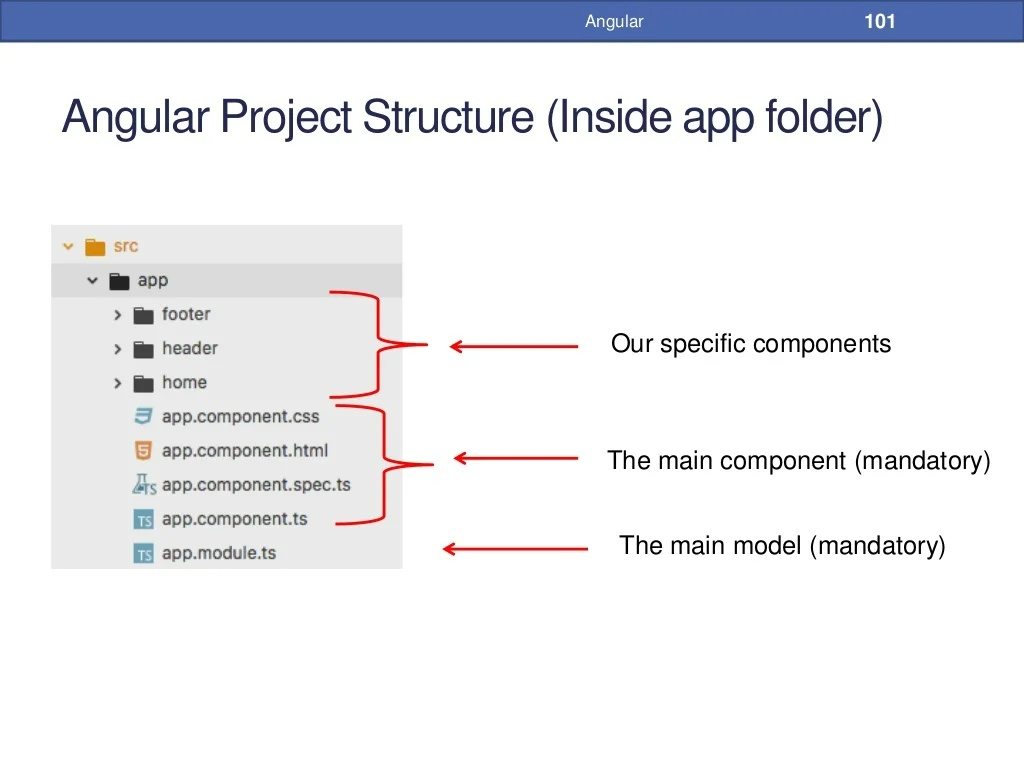 Angular 101
Angular Project Structure (Inside app folder)
src
app
footer
header
home
app.component.css
app.component.html
app.component.spec.ts
app.component.ts
app.module.ts
Our specific components
The main component (mandatory)
The main model (mandatory)